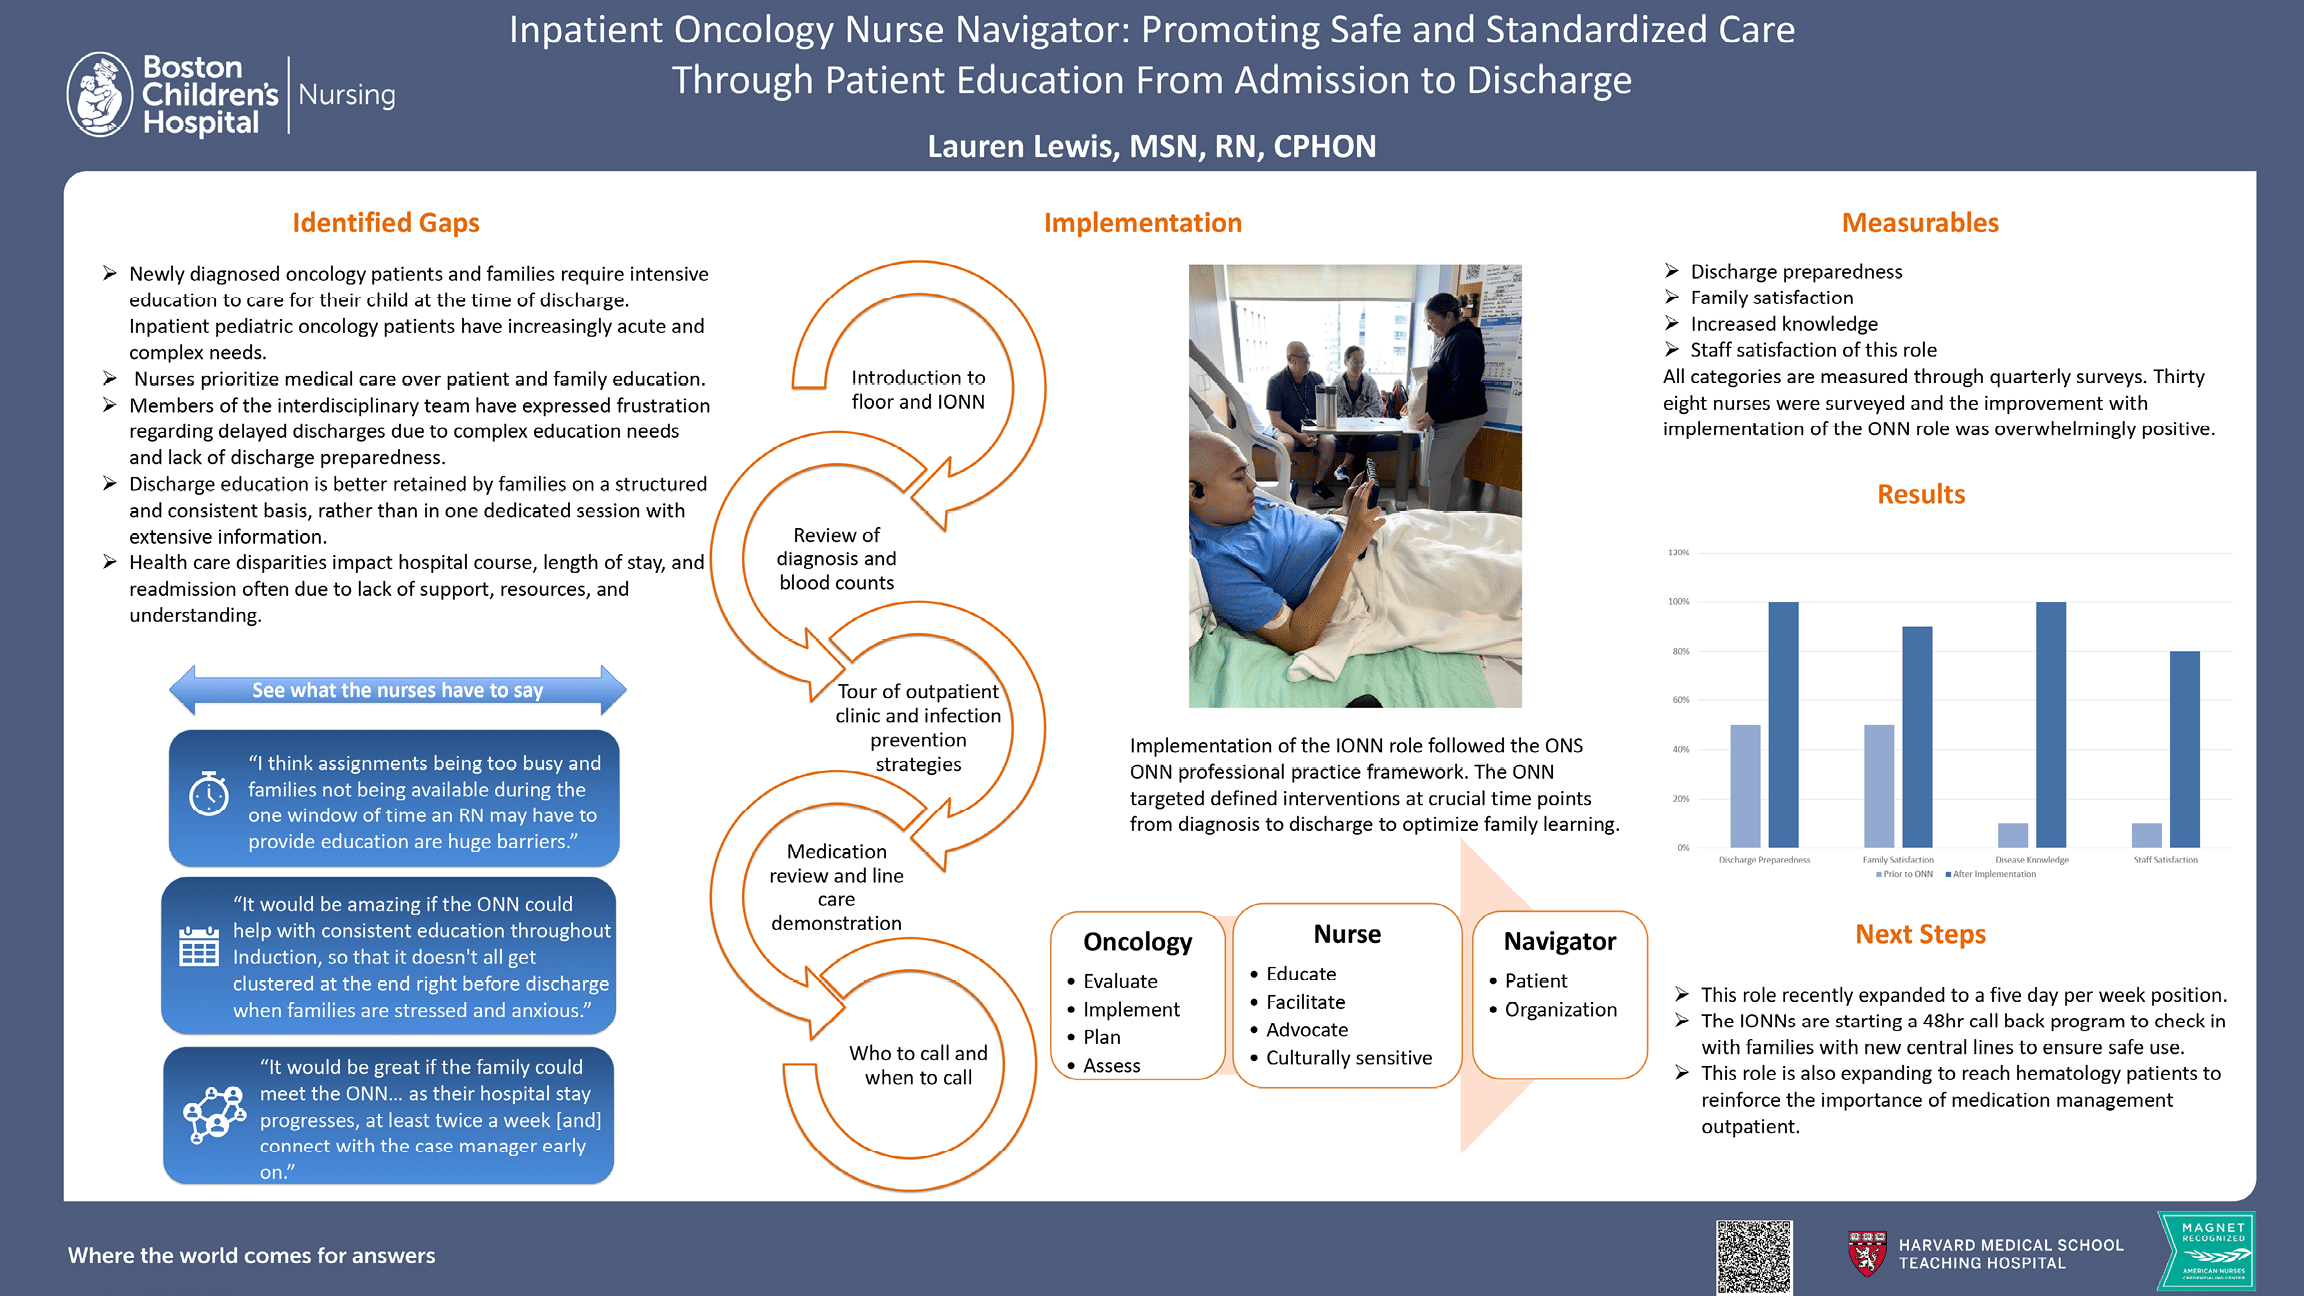 Inpatient Oncology Nurse Navigator: Promoting Safe and Standardized Care
Through Patient Education From Admission to Discharge
Boston
Children's
Hospital
Nursing
Lauren Lewis, MSN, RN, CPHON
Identified Gaps
➢ Newly diagnosed oncology patients and families require intensive
education to care for their child at the time of discharge.
Inpatient pediatric oncology patients have increasingly acute and
complex needs.
➢ Nurses prioritize medical care over patient and family education.
➢ Members of the interdisciplinary team have expressed frustration
regarding delayed discharges due to complex education needs
and lack of discharge preparedness.
➢ Discharge education is better retained by families on a structured
and consistent basis, rather than in one dedicated session with
extensive information.
➢ Health care disparities impact hospital course, length of stay, and
readmission often due to lack of support, resources, and
understanding.
See what the nurses have to say
“I think assignments being too busy and
families not being available during the
one window of time an RN may have to
provide education are huge barriers.”
“It would be amazing if the ONN could
help with consistent education throughout
Induction, so that it doesn't all get
clustered at the end right before discharge
when families are stressed and anxious.”
“It would be great if the family could
meet the ONN... as their hospital stay
progresses, at least twice a week [and]
connect with the case manager early
on.”
Implementation
Introduction to
floor and IONN
Review of
diagnosis and
blood counts
Tour of outpatient
clinic and infection
prevention
strategies
Medication
review and line
care
demonstration
Who to call and
when to call
Implementation of the IONN role followed the ONS
ONN professional practice framework. The ONN
targeted defined interventions at crucial time points
from diagnosis to discharge to optimize family learning.
Oncology
• Evaluate
• Implement
• Plan
• Assess
Nurse
• Educate
• Facilitate
• Advocate
• Culturally sensitive
Navigator
• Patient
• Organization
Measurables
➢ Discharge preparedness
➢ Family satisfaction
➢ Increased knowledge
➢ Staff satisfaction of this role
All categories are measured through quarterly surveys. Thirty
eight nurses were surveyed and the improvement with
implementation of the ONN role was overwhelmingly positive.
Results
120%
100%
80%
60%
40%
20%
0%
Discharge Preparedness Family Satisfaction Disease Knowledge Staff Satisfaction
Prior to ONN After Implementation
Next Steps
➢ This role recently expanded to a five day per week position.
➢ The IONNs are starting a 48hr call back program to check in
with families with new central lines to ensure safe use.
➢ This role is also expanding to reach hematology patients to
reinforce the importance of medication management
outpatient.
Where the world comes for answers
HARVARD MEDICAL SCHOOL
TEACHING HOSPITAL
MAGNET
RECOGNIZED
AMERICAN NURSES
CREDENTIALING CENTER